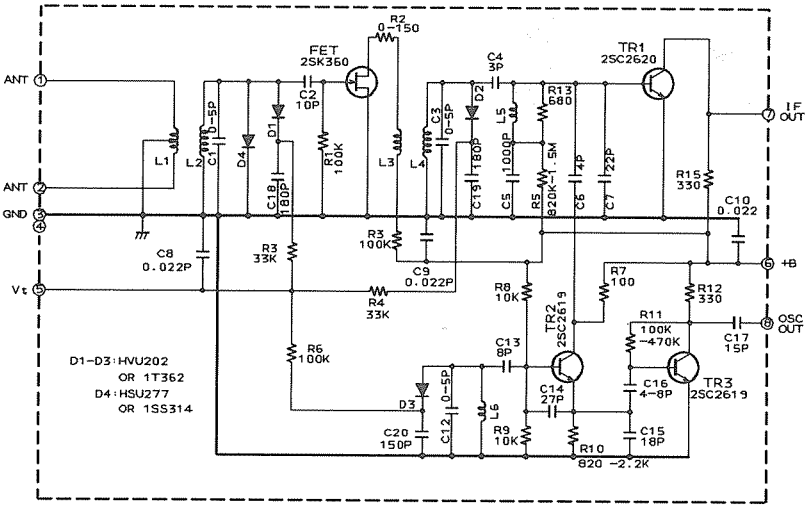 R2
0-150
FET
2SK360
TR1
2SC2620
ANT 1
C4
3P
C2
10P
D2
R13
680
L5
C3
0-5P
0-5P
C1
D1
D4
R1
100K
IF
OUT
7
L1
L2
L3
L4
180P
C19
1000P
C5
820K-1.5M
R5
4P
C6
22P
C7
C18
180P
R15
330
ANT 2
GND 3
4
C10
0.022
C8
0.022P
R3
33K
R3
100K
C9
0.022P
6 +B
Vt 5
R4
33K
R8
10K
R7
100
R12
330
TR2
2SC2619
R11
100K
-470K
8 OSC
OUT
C17
15P
R6
100K
C13
8P
D1-D3:HVU202
OR 1T362
D4:HSU277
OR 1SS314
D3
0-5P
C12
L6
C14
27P
C16
4-8P
TR3
2SC2619
C20
150P
R9
10K
R10
820 -2.2K
C15
18P